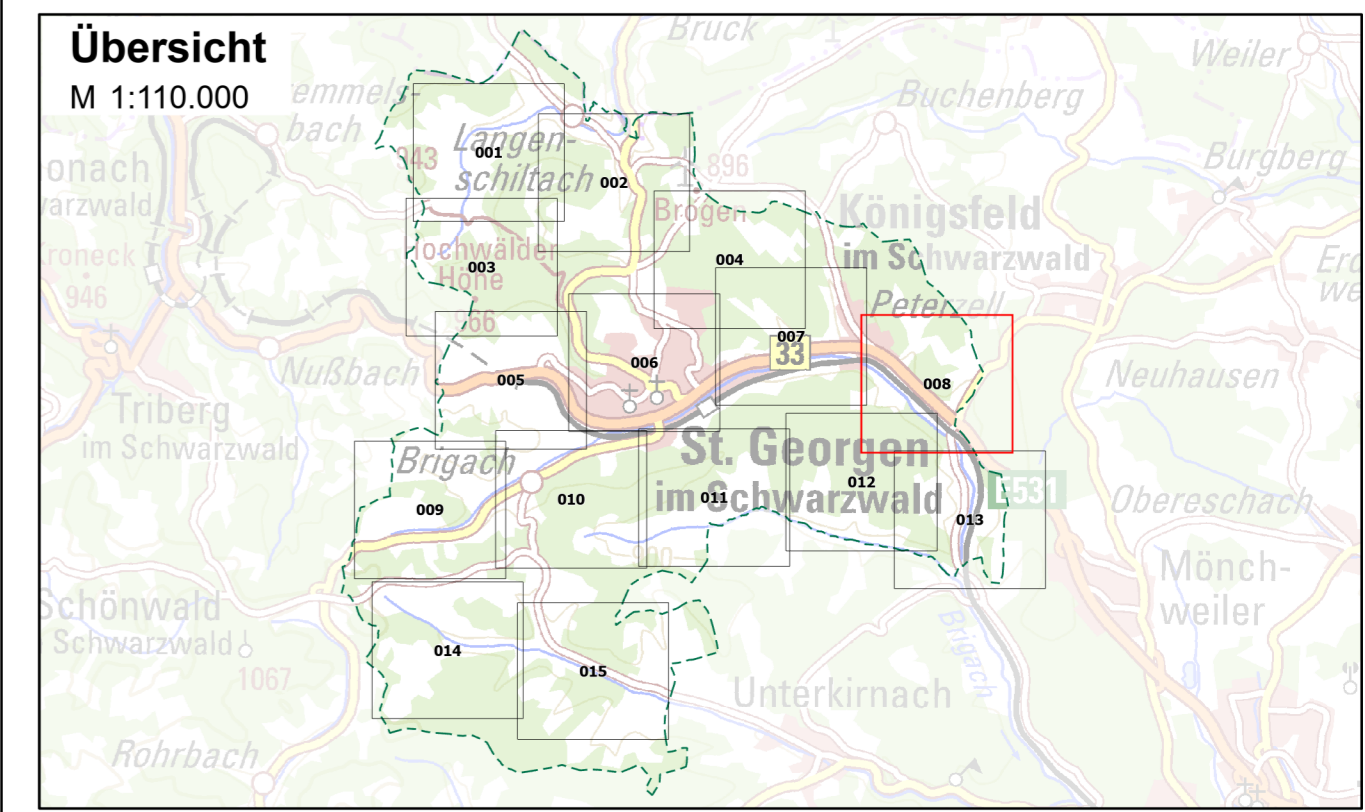 Übersicht
M 1:110.000
Bruck
Weiler
emmels-
bach
Buchenberg
Langen-
schiltach
001
002
943
896
Burgberg
onach
Brogen
Königsfeld
im Schwarzwald
Hochwälder
Höhe
966
003
004
946
Peterzell
007
33
006
008
Nußbach
005
Neuhausen
Triberg
im Schwarzwald
St. Georgen
im Schwarzwald
Brigach
009
010
011
012
013
E531
Obereschach
900
Mönch-
weiler
Schönwald
Schwarzwald
1067
014
015
Brigach
Unterkirnach
Rohrbach